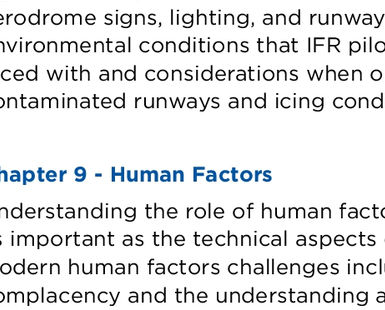 erodrome signs, lighting, and runway
nvironmental conditions that IFR pilo
ced with and considerations when o
ontaminated runways and icing cond
hapter 9 - Human Factors
nderstanding the role of human facto
s important as the technical aspects
odern human factors challenges incl
omplacency and the understanding a